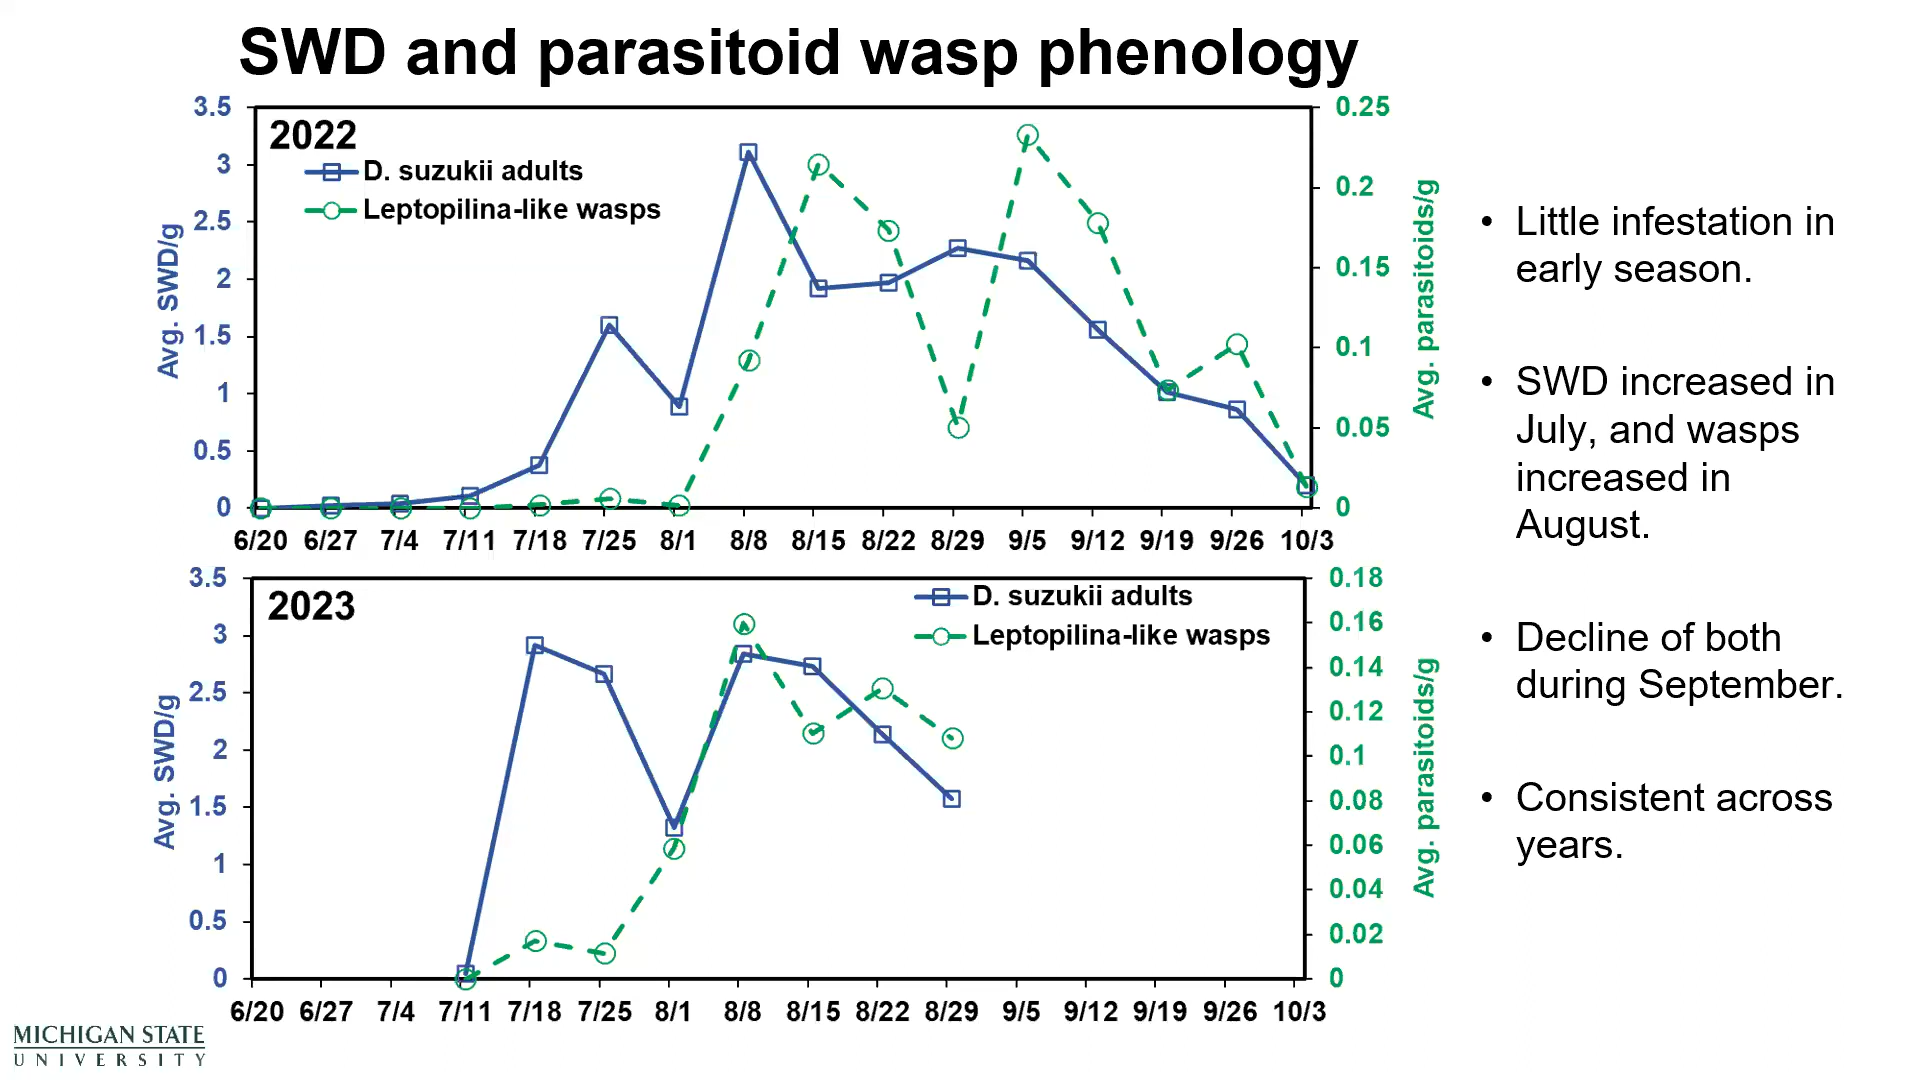 SWD and parasitoid wasp phenology
2022
D. suzukii adults
Leptopilina-like wasps
Avg. SWD/g
3.5
3
2.5
2
1.5
1
0.5
0
Avg. parasitoids/g
0.25
0.2
0.15
0.1
0.05
0
6/20 6/27 7/4 7/11 7/18 7/25 8/1 8/8 8/15 8/22 8/29 9/5 9/12 9/19 9/26 10/3
2023
D. suzukii adults
Leptopilina-like wasps
Avg. SWD/g
3.5
3
2.5
2
1.5
1
0.5
0
Avg. parasitoids/g
0.18
0.16
0.14
0.12
0.1
0.08
0.06
0.04
0.02
0
6/20 6/27 7/4 7/11 7/18 7/25 8/1 8/8 8/15 8/22 8/29 9/5 9/12 9/19 9/26 10/3
• Little infestation in
early season.
• SWD increased in
July, and wasps
increased in
August.
• Decline of both
during September.
• Consistent across
years.
MICHIGAN STATE
UNIVERSITY